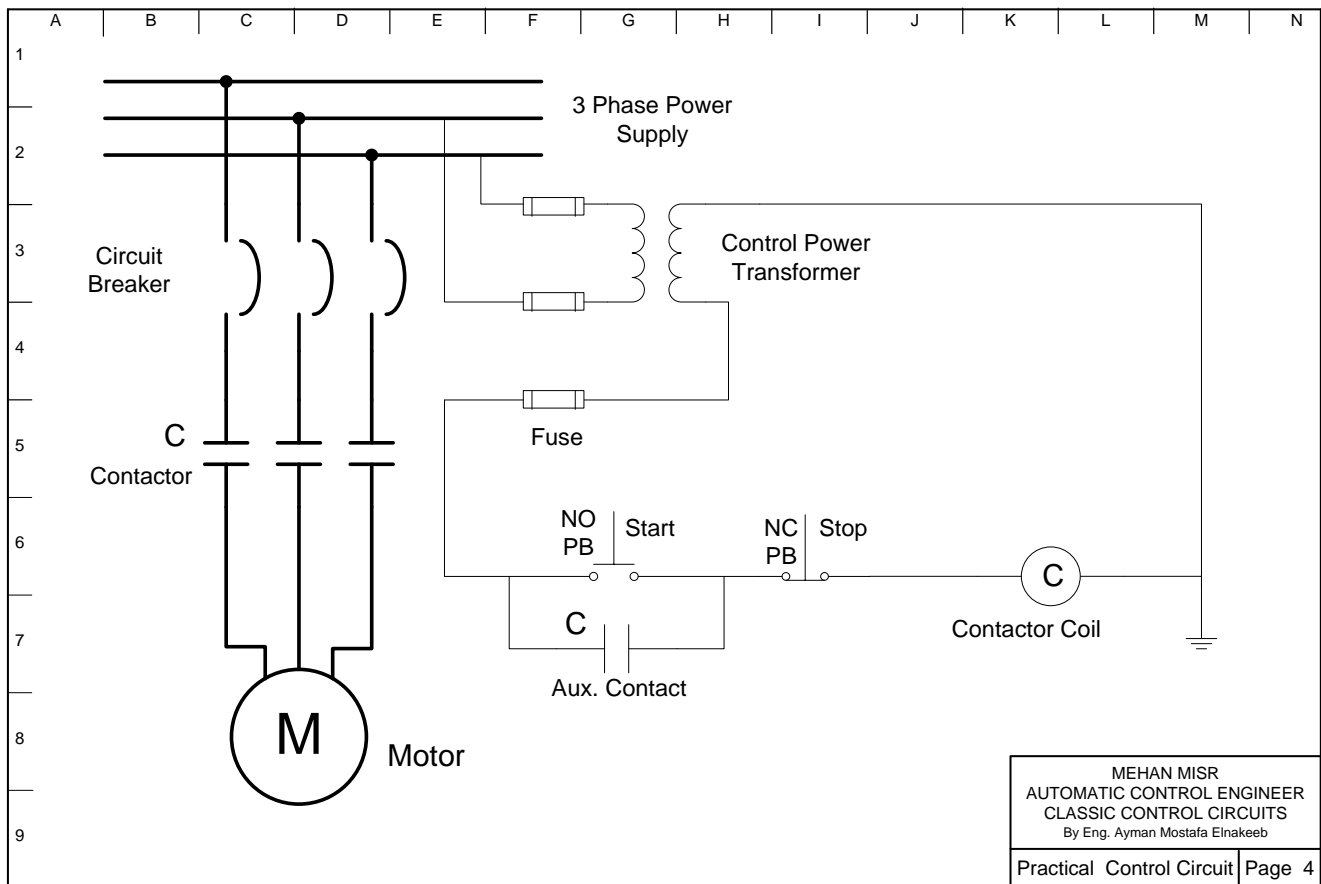 A B C D E F G H I J K L M N
1
2
3
4
5
6
7
8
9
3 Phase Power
Supply
Circuit
Breaker
Control Power
Transformer
Fuse
C
Contactor
NO
PB
Start
NC
PB
Stop
C
Contactor Coil
C
Aux. Contact
M
Motor
MEHAN MISR
AUTOMATIC CONTROL ENGINEER
CLASSIC CONTROL CIRCUITS
By Eng. Ayman Mostafa Elnakeeb
Practical Control Circuit
Page 4